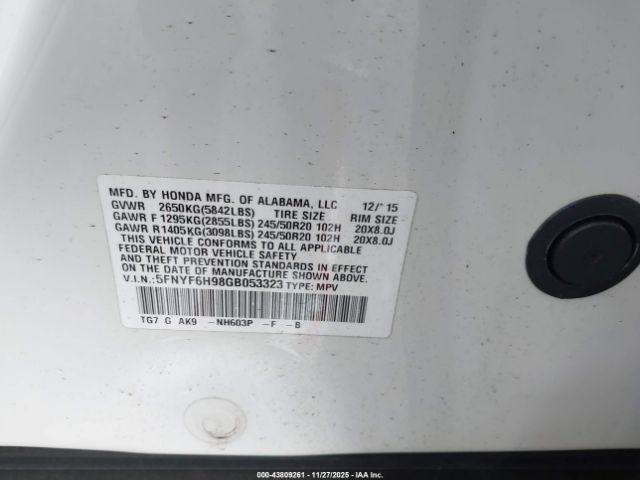 MFD. BY HONDA MFG. OF ALABAMA, LLC 12/'15
GVWR 2650KG(5842LBS) TIRE SIZE RIM SIZE
GAWR F 1295KG(2855LBS) 245/50R20 102H 20X8.0J
GAWR R 1405KG(3098LBS) 245/50R20 102H 20X8.0J
THIS VEHICLE CONFORMS TO ALL APPLICABLE
FEDERAL MOTOR VEHICLE SAFETY, BUMPER,
AND THEFT PREVENTION STANDARDS IN EFFECT
ON THE DATE OF MANUFACTURE SHOWN ABOVE.
V.I.N.:5FNYF6H98GB053323 TYPE: MPV
TG7 G AK9 -NH603P -F -B
000-43809261 - 11/27/2025 - IAA Inc.